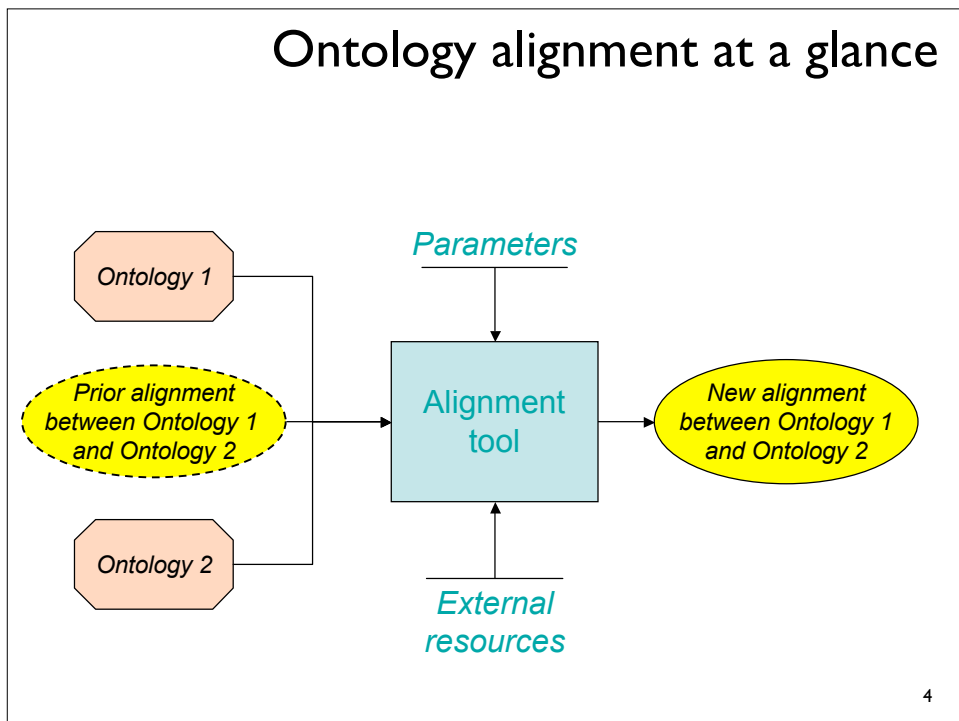 Ontology alignment at a glance
Parameters
Ontology 1
Prior alignment
between Ontology 1
and Ontology 2
Alignment
tool
New alignment
between Ontology 1
and Ontology 2
Ontology 2
External
resources
4